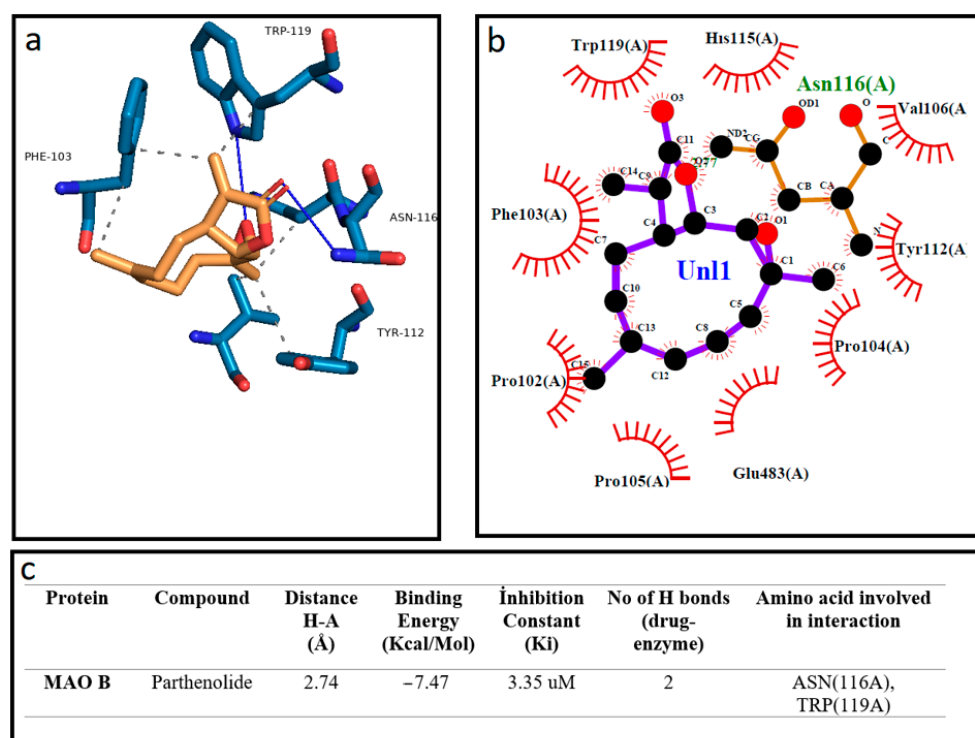 a
TRP-119
PHE-103
ASN-116
TYR-112
b
Trp119(A)
His115(A)
Asn116(A)
Val106(A
O3
OD1
O
C11
ND2
CG
C
C14
C9
CB
CA
Phe103(A)
C4
C3
C2
O1
N
Tyr112(A)
C7
Unl1
C1
C6
C10
C5
C13
C8
Pro104(A)
Pro102(A)
C15
C12
Pro105(A)
Glu483(A)
c
Protein Compound Distance Binding İnhibition No of H bonds Amino acid involved
H-A Energy Constant (drug- in interaction
(Å) (Kcal/Mol) (Ki) enzyme)
MAO B Parthenolide 2.74 −7.47 3.35 uM 2 ASN(116A),
TRP(119A)